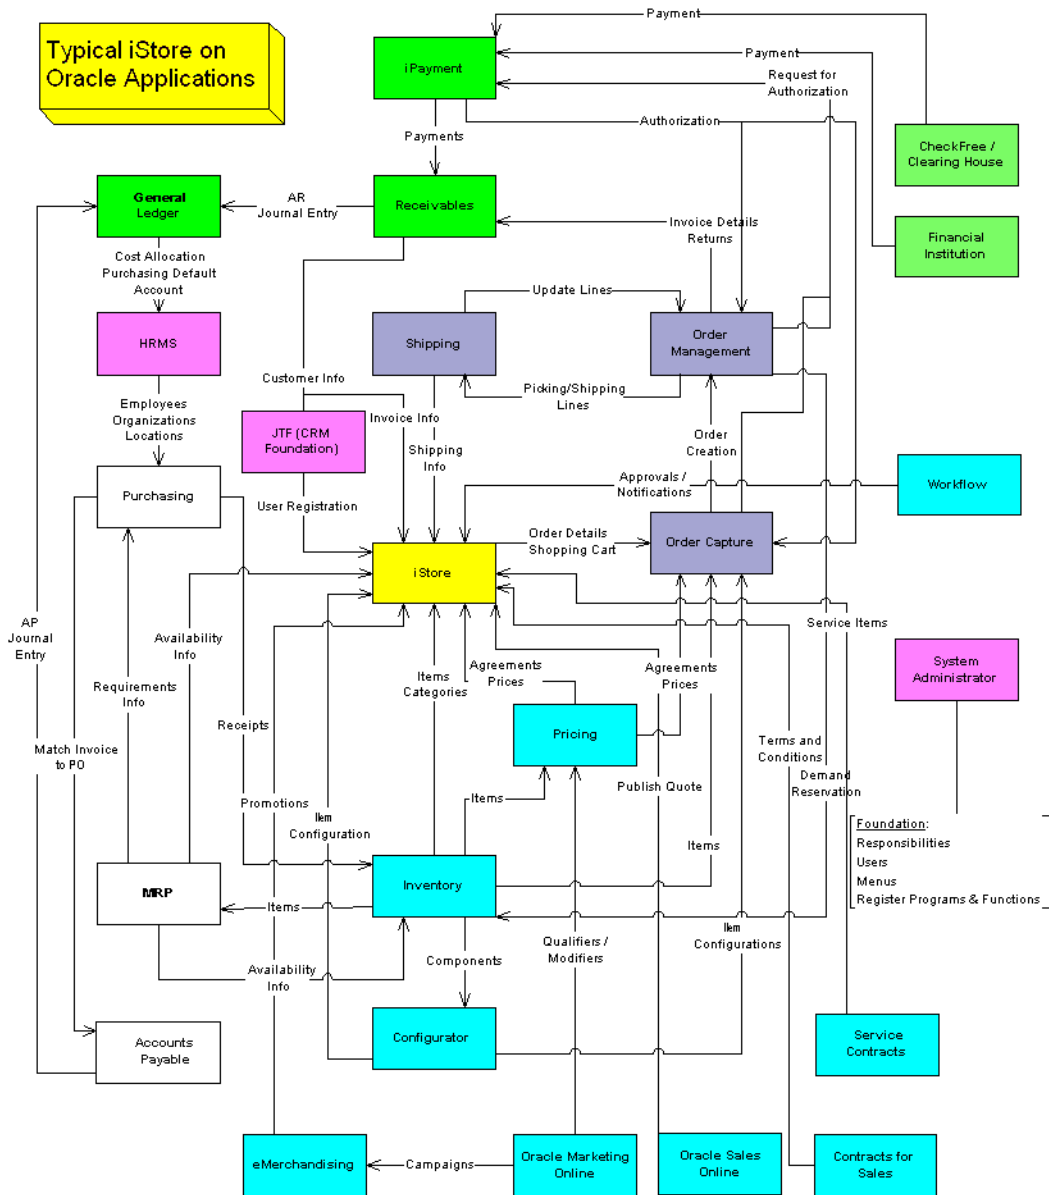 Typical iStore on
Oracle Applications
Payment
iPayment
Payment
Request for
Authorization
Payments
Authorization
CheckFree /
Clearing House
General
Ledger
AR
Journal Entry
Receivables
Invoice Details
Returns
Financial
Institution
Cost Allocation
Purchasing Default
Account
Update Lines
HRMS
Shipping
Order
Management
Customer Info
Picking/Shipping
Lines
Employees
Organizations
Locations
Invoice Info
JTF (CRM
Foundation)
Shipping
Info
Order
Creation
Purchasing
User Registration
Approvals /
Notifications
Workflow
Order Details
Shopping Cart
Order Capture
iStore
AP
Journal
Entry
Availability
Info
Service Items
Requirements
Info
Items
Categories
Agreements
Prices
Agreements
Prices
System
Administrator
Receipts
Pricing
Match Invoice
to PO
Terms and
Conditions
Demand
Reservation
Promotions
Item
Configuration
Items
Publish Quote
Foundation:
Responsibilities
Users
Menus
Register Programs & Functions
Items
MRP
Items
Inventory
Availability
Info
Components
Qualifiers /
Modifiers
Item
Configurations
Accounts
Payable
Configurator
Service
Contracts
eMerchandising
Campaigns
Oracle Marketing
Online
Oracle Sales
Online
Contracts for
Sales